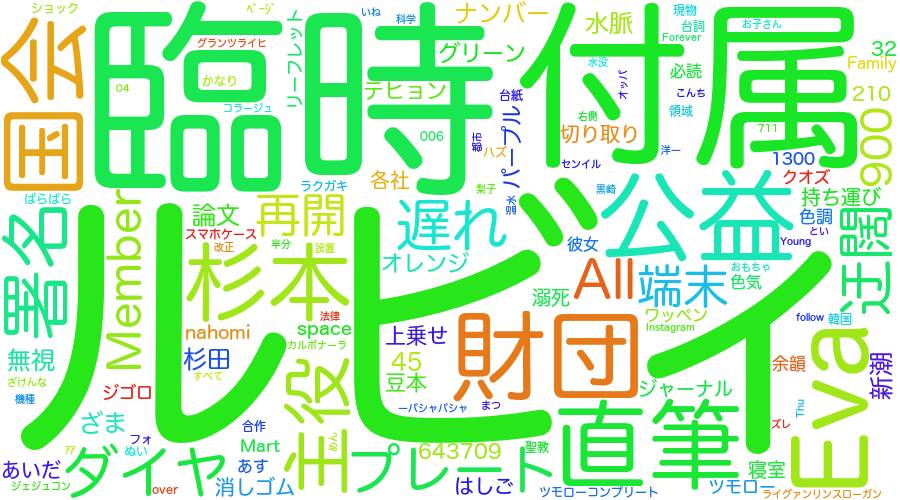 ショック
ページ
いね
科学
ナンバー
水脈
現物
台詞
お子さん
Forever
32
Family
国会
臨時
付属
グランツライヒ
リーフレット
グリーン
水没
オッパ
必読
かなり
テヒョン
04
コラージュ
台紙
こんち
領域
210
右側
006
都市
パープル
切り取り
711
900
ハズ
洋一
1300
センイル
クオズ
ラクガキ
各社
梨子
黒崎
持ち運び
ばらばら
Member
論文
再開
遅れ
温水
公益
色調
迂闊
署名
スマホケース
彼女
とい
Young
改正
半分
設置
杉本
オレンジ
All
端末
おもちゃ
色気
溺死
ワッペン
Instagram
follow
韓国
法律
nahomi
space
上乗せ
カルボナーラ
無視
杉田
ルビィ
財団
Eva
ざけんな
すべて
主役
45
豆本
ジャーナル
余韻
新潮
機種
ジゴロ
直筆
ーパシャパシャ
まつ
Thu
ざま
合作
フォ
ぬい
めん
ズレ
77
Mart
643709
聖教
あいだ
ダイヤ
あす
プレート
寝室
ジェジュコン
over
消しゴム
はしご
ツモロー
ツモローコンプリート
ライグァンリンスローガン